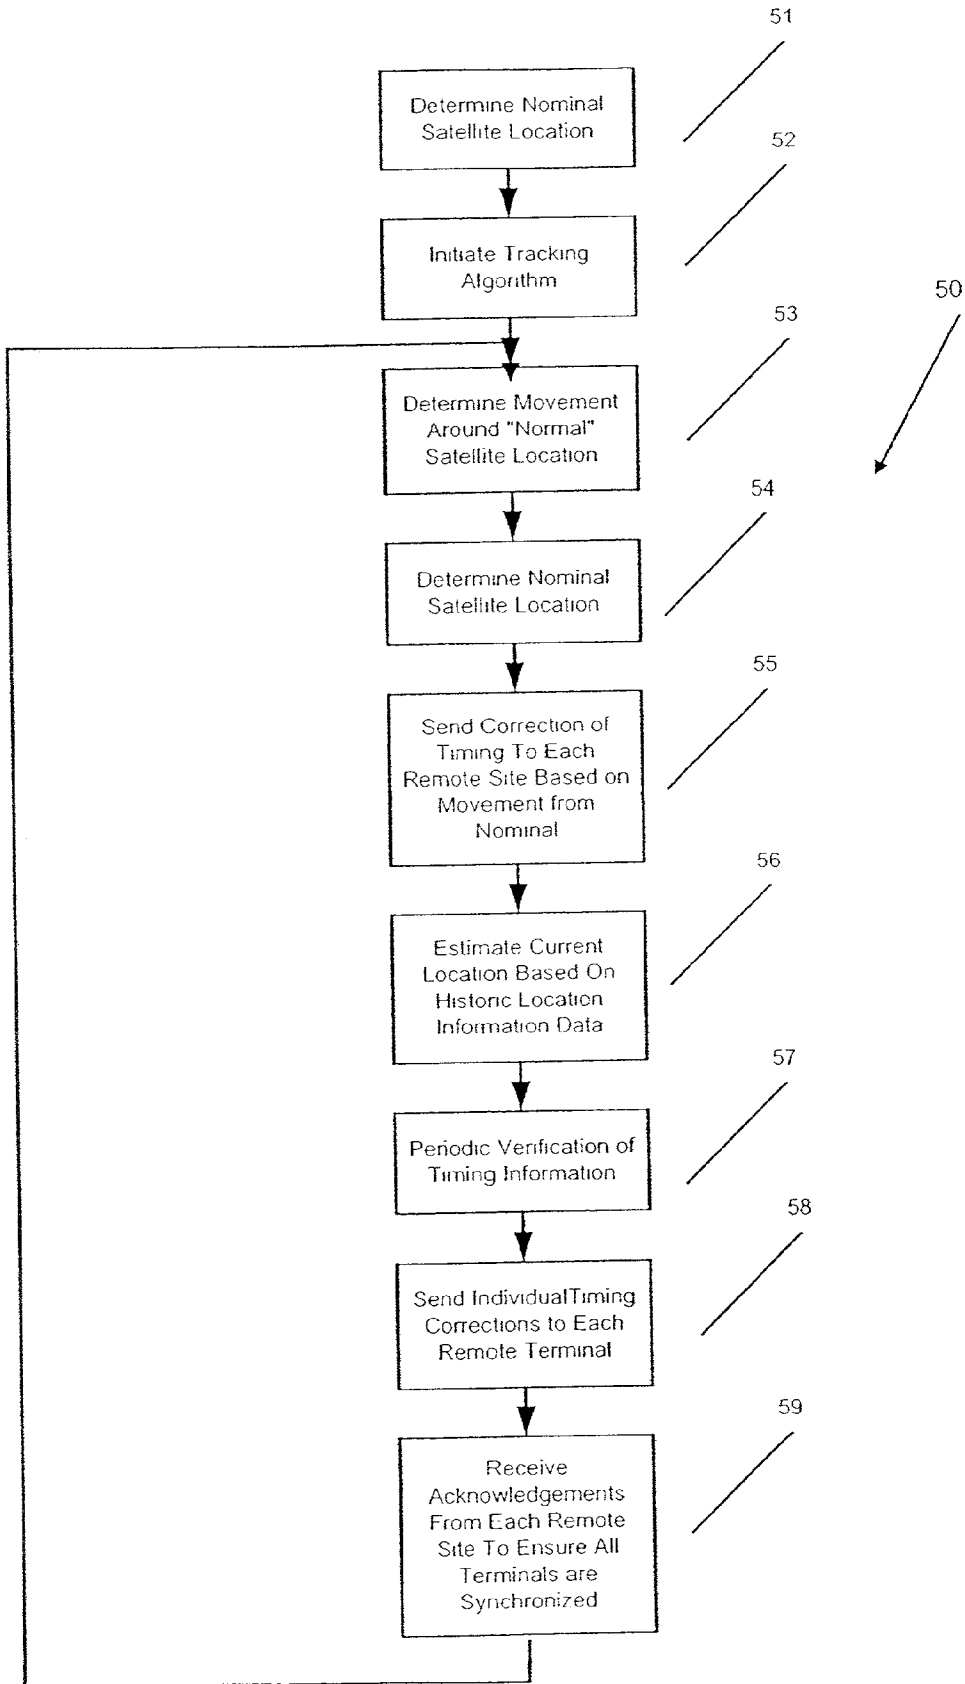 51
Determine Nominal
Satellite Location
52
Initiate Tracking
Algorithm
50
53
Determine Movement
Around "Normal"
Satellite Location
54
Determine Nominal
Satellite Location
55
Send Correction of
Timing To Each
Remote Site Based on
Movement from
Nominal
56
Estimate Current
Location Based On
Historic Location
Information Data
57
Periodic Verification of
Timing Information
58
Send IndividualTiming
Corrections to Each
Remote Terminal
59
Receive
Acknowledgements
From Each Remote
Site To Ensure All
Terminals are
Synchronized